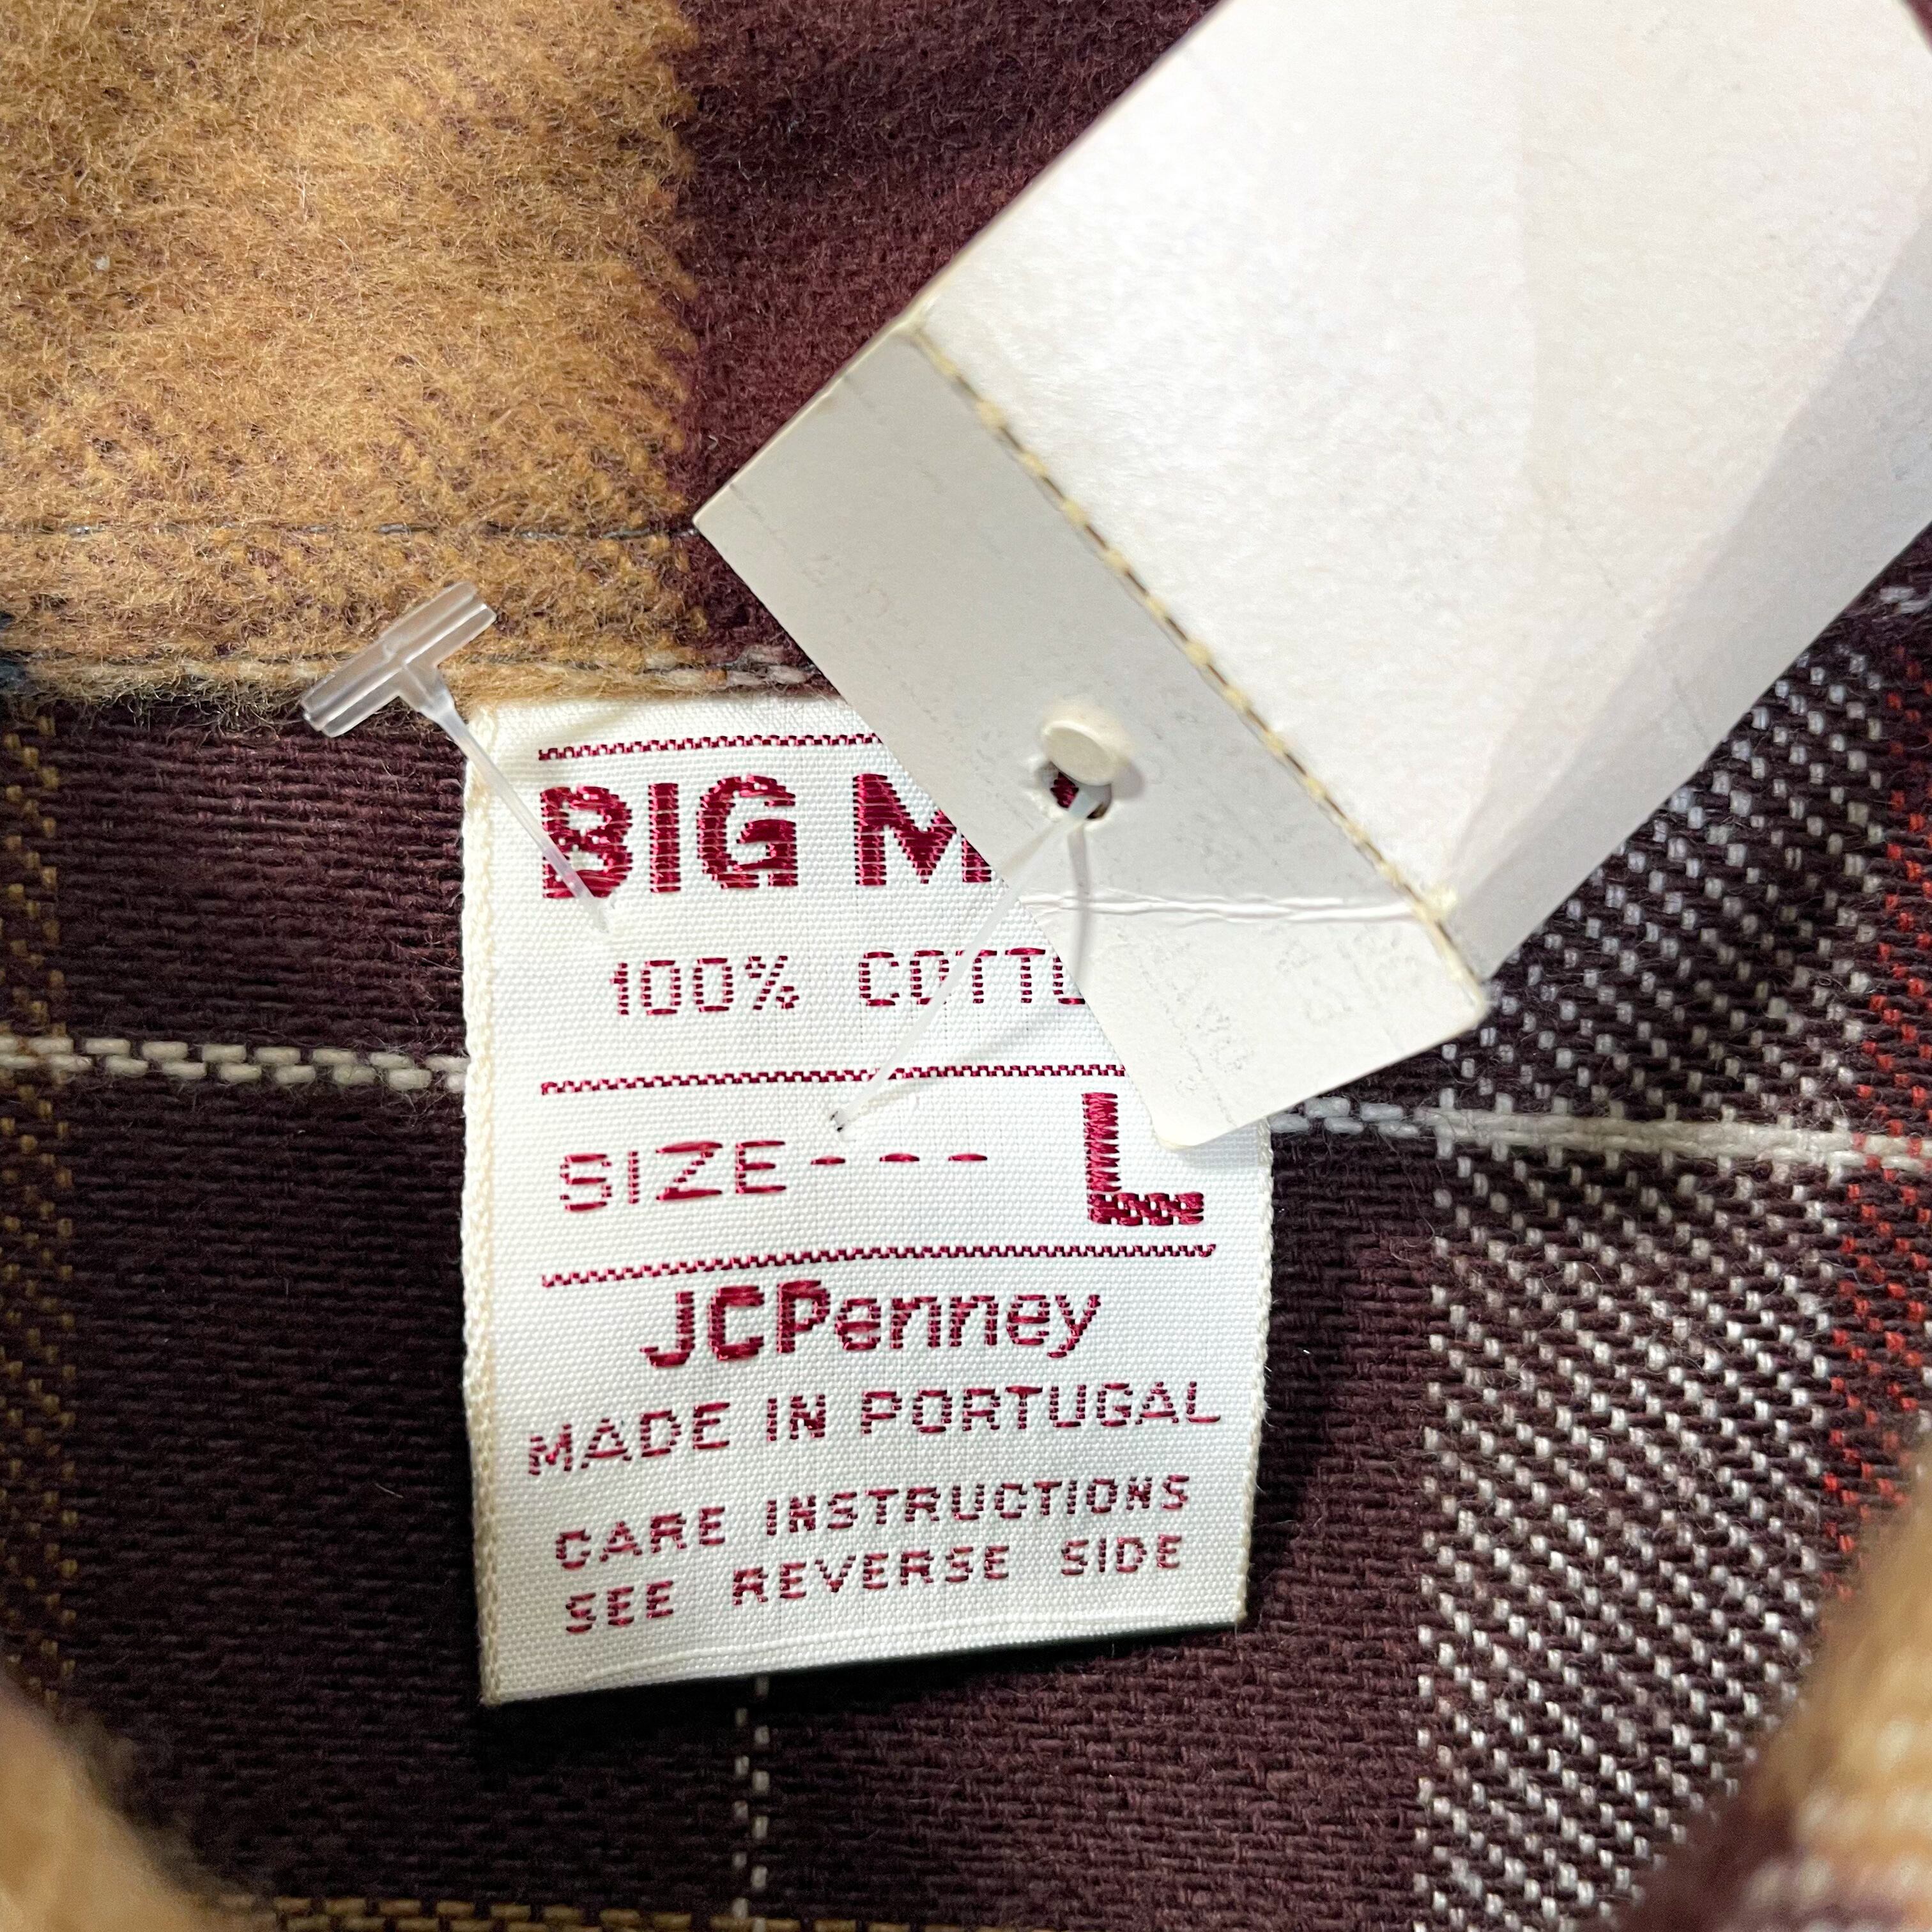 BIG M
100% COTTO
SIZE--- L
JCPenney
MADE IN PORTUGAL
CARE INSTRUCTIONS
SEE REVERSE SIDE